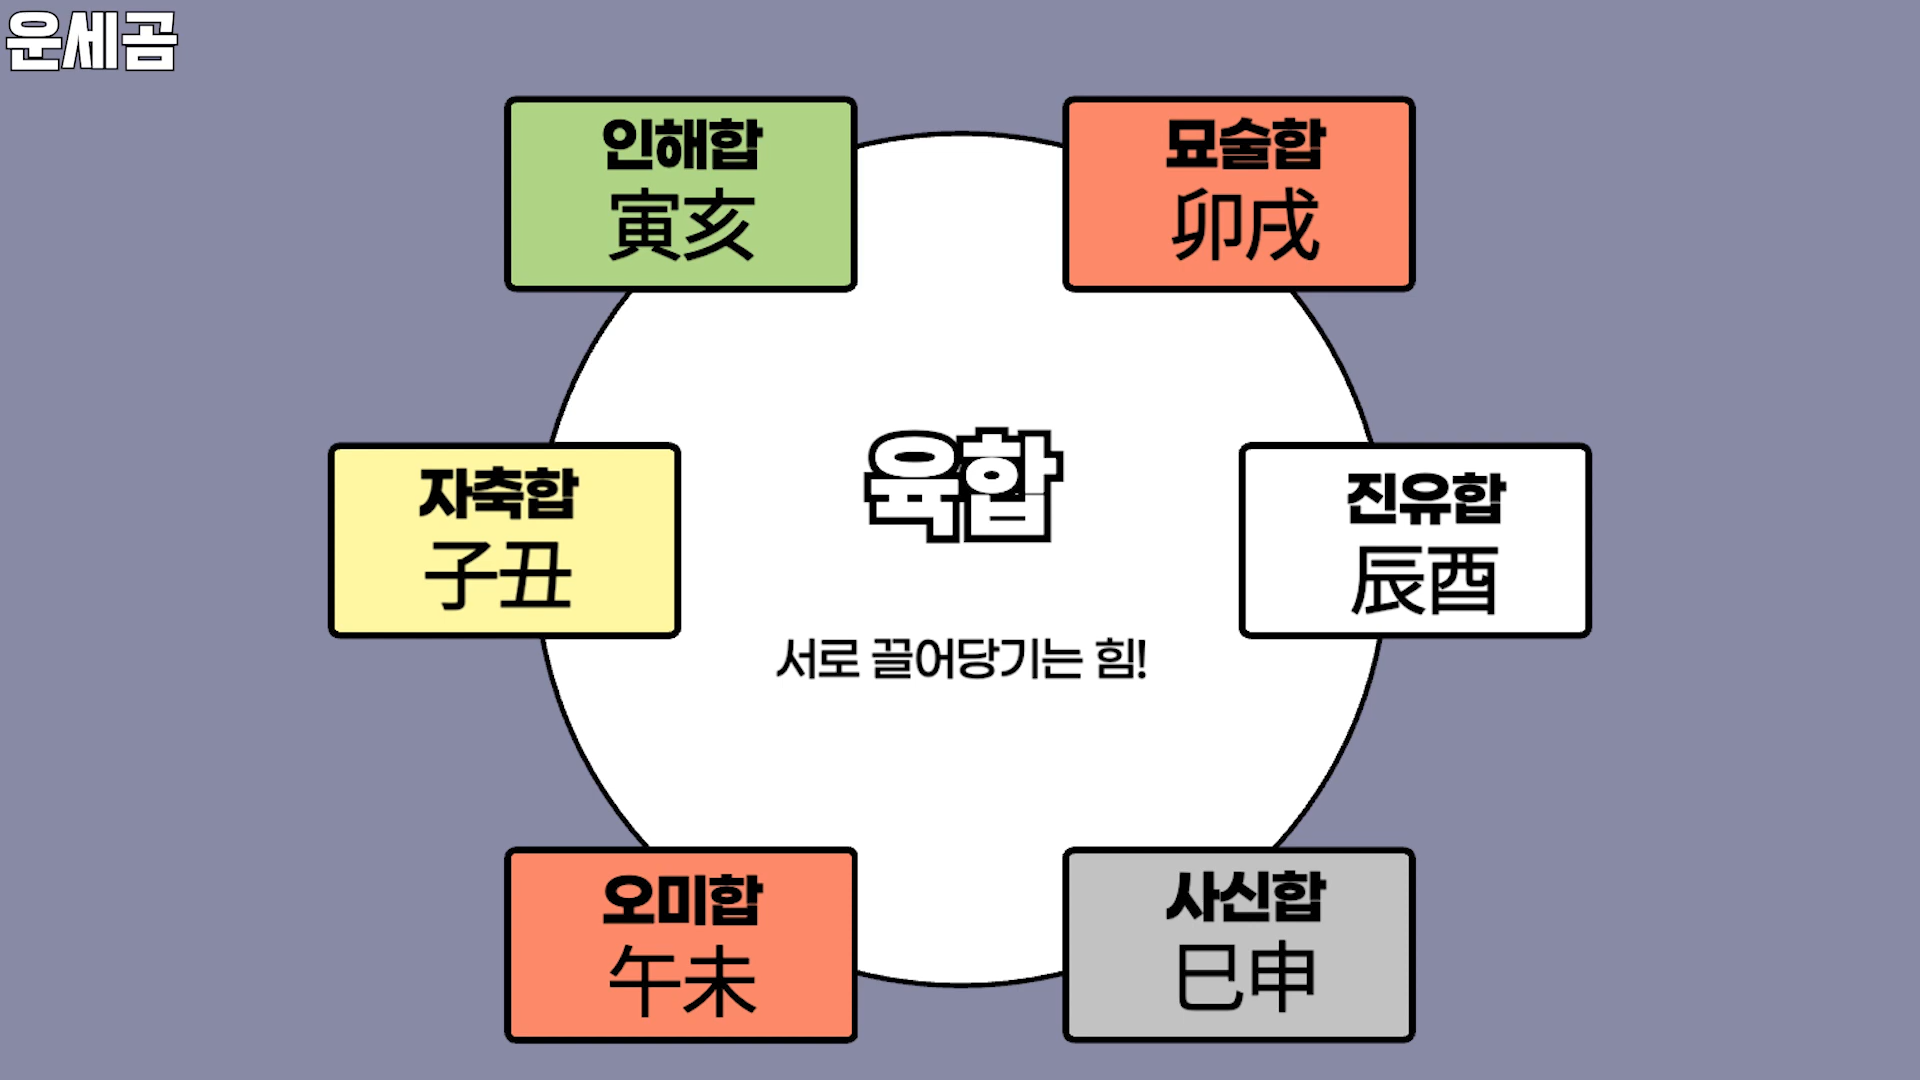 운세곰
인해합
寅亥
묘술합
卯戌
자축합
子丑
육합
서로 끌어당기는 힘!
진유합
辰酉
오미합
午未
사신합
巳申